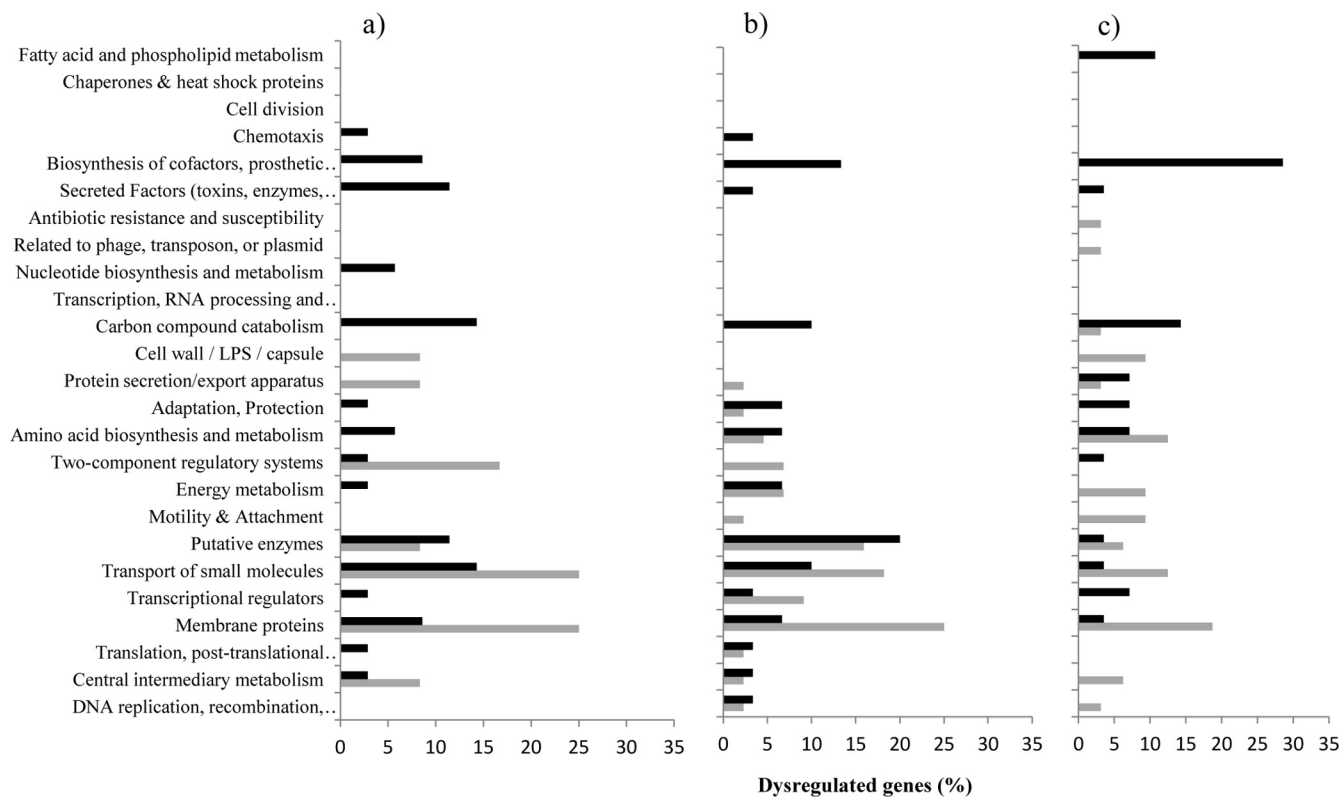 a)
b)
c)
Fatty acid and phospholipid metabolism
Chaperones & heat shock proteins
Cell division
Chemotaxis
Biosynthesis of cofactors, prosthetic..
Secreted Factors (toxins, enzymes,..
Antibiotic resistance and susceptibility
Related to phage, transposon, or plasmid
Nucleotide biosynthesis and metabolism
Transcription, RNA processing and..
Carbon compound catabolism
Cell wall / LPS / capsule
Protein secretion/export apparatus
Adaptation, Protection
Amino acid biosynthesis and metabolism
Two-component regulatory systems
Energy metabolism
Motility & Attachment
Putative enzymes
Transport of small molecules
Transcriptional regulators
Membrane proteins
Translation, post-translational..
Central intermediary metabolism
DNA replication, recombination,..
0 5 10 15 20 25 30 35
0 5 10 15 20 25 30 35
0 5 10 15 20 25 30 35
Dysregulated genes (%)